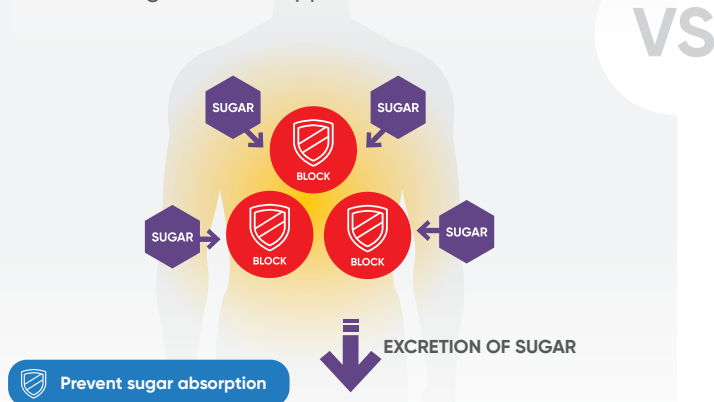 VS
SUGAR
SUGAR
BLOCK
SUGAR
SUGAR
BLOCK
BLOCK
EXCRETION OF SUGAR
Prevent sugar absorption